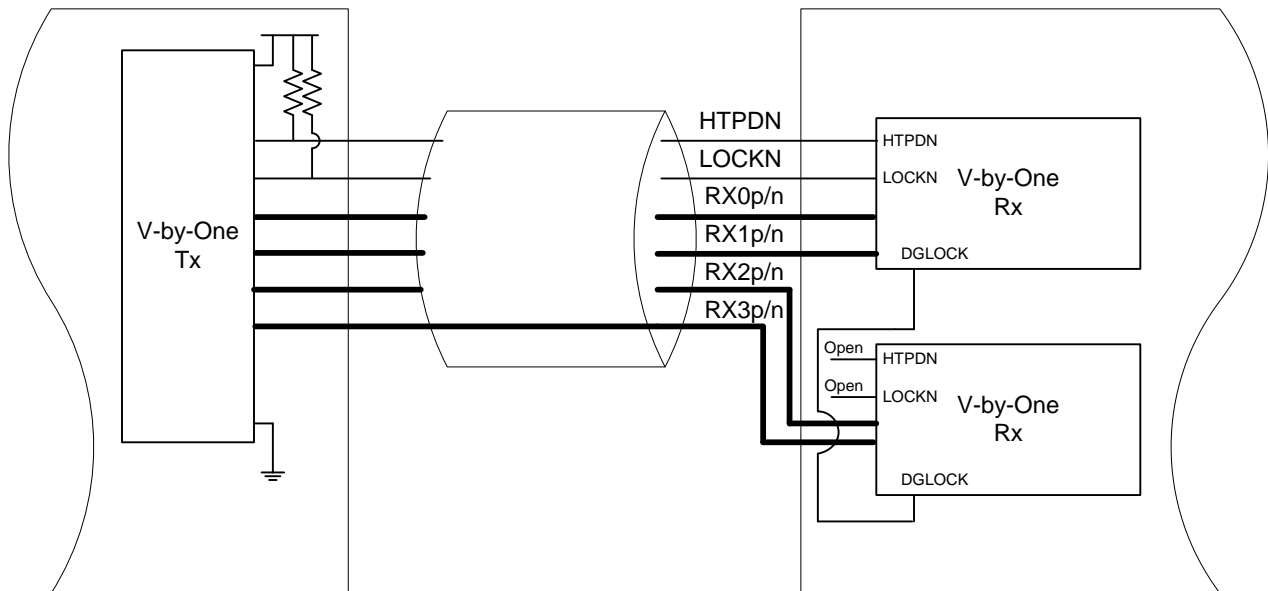 V-by-One
Tx
HTPDN
LOCKN
RX0p/n
RX1p/n
RX2p/n
RX3p/n
HTPDN
LOCKN
V-by-One
Rx
DGLOCK
Open
HTPDN
Open
LOCKN
V-by-One
Rx
DGLOCK